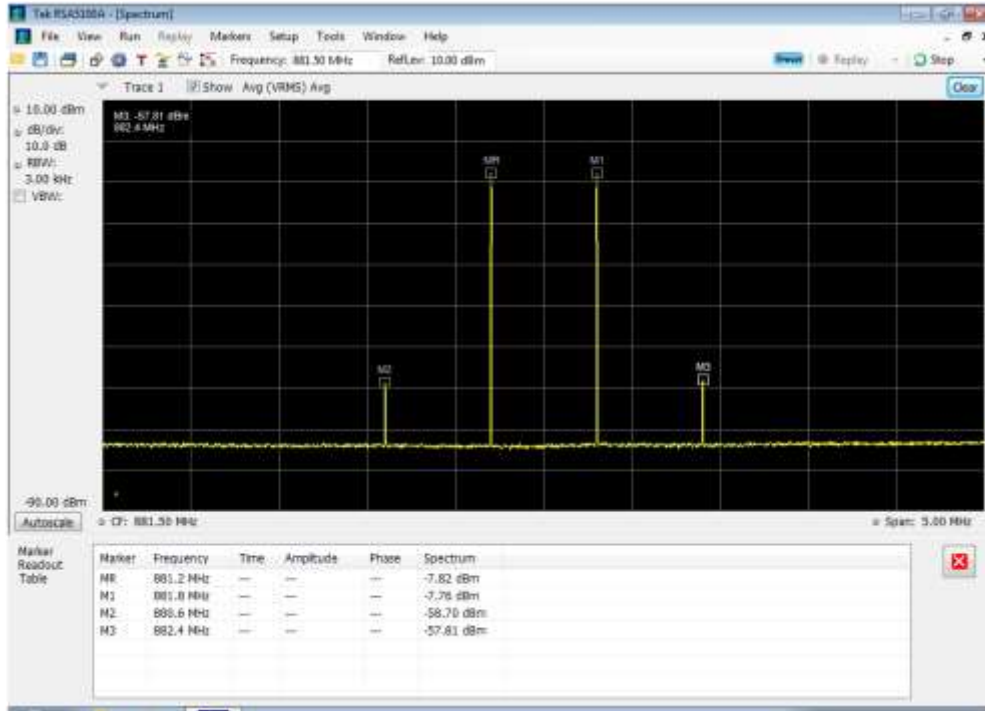 Tek RSA5100A - [Spectrum]
File View Run Replay Markers Setup Tools Window Help
Frequency: 881.50 MHz RefLev: 10.00 dBm Preset Replay Stop
Trace 1 Show Avg (VRMS) Avg Clear
10.00 dBm
dB/div:
10.0 dB
RBW:
3.00 kHz
VBW:
M3: -57.81 dBm
882.4 MHz
MR M1
M2 M3
-90.00 dBm
Autoscale CF: 881.50 MHz Span: 5.00 MHz
Marker
Readout
Table
Marker Frequency Time Amplitude Phase Spectrum
MR 881.2 MHz --- --- --- -7.82 dBm
M1 881.8 MHz --- --- --- -7.76 dBm
M2 880.6 MHz --- --- --- -58.70 dBm
M3 882.4 MHz --- --- --- -57.81 dBm